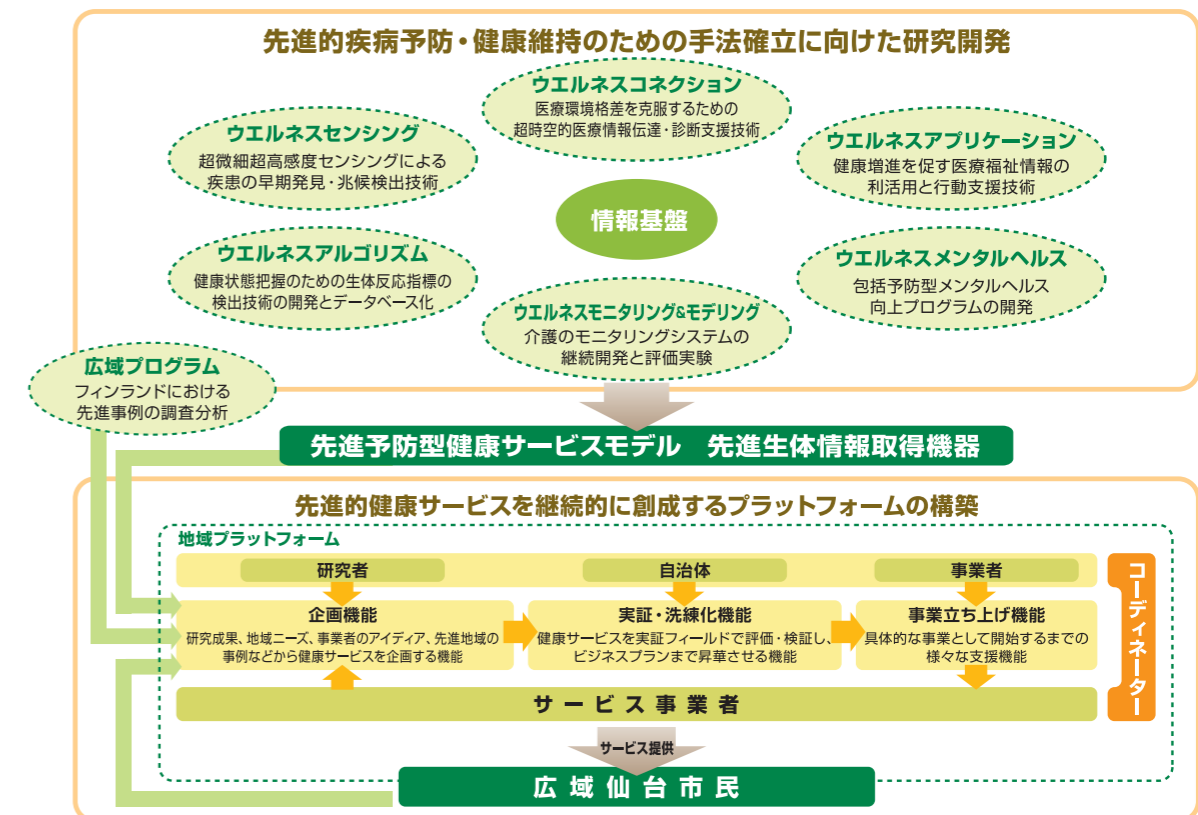 先進的疾病予防・健康維持のための手法確立に向けた研究開発
ウエルネスコネクション
医療環境格差を克服するための
超時空的医療情報伝達・診断支援技術
ウエルネスセンシング
超微細超高感度センシングによる
疾患の早期発見・兆候検出技術
ウエルネスアプリケーション
健康増進を促す医療福祉情報の
利活用と行動支援技術
情報基盤
ウエルネスアルゴリズム
健康状態把握のための生体反応指標の
検出技術の開発とデータベース化
ウエルネスメンタルヘルス
包括予防型メンタルヘルス
向上プログラムの開発
ウエルネスモニタリング&モデリング
介護のモニタリングシステムの
継続開発と評価実験
広域プログラム
フィンランドにおける
先進事例の調査分析
先進予防型健康サービスモデル　先進生体情報取得機器
先進的健康サービスを継続的に創成するプラットフォームの構築
地域プラットフォーム
研究者
自治体
事業者
コーディネーター
企画機能
研究成果、地域ニーズ、事業者のアイディア、先進地域の
事例などから健康サービスを企画する機能
実証・洗練化機能
健康サービスを実証フィールドで評価・検証し、
ビジネスプランまで昇華させる機能
事業立ち上げ機能
具体的な事業として開始するまでの
様々な支援機能
サービス事業者
サービス提供
広域仙台市民